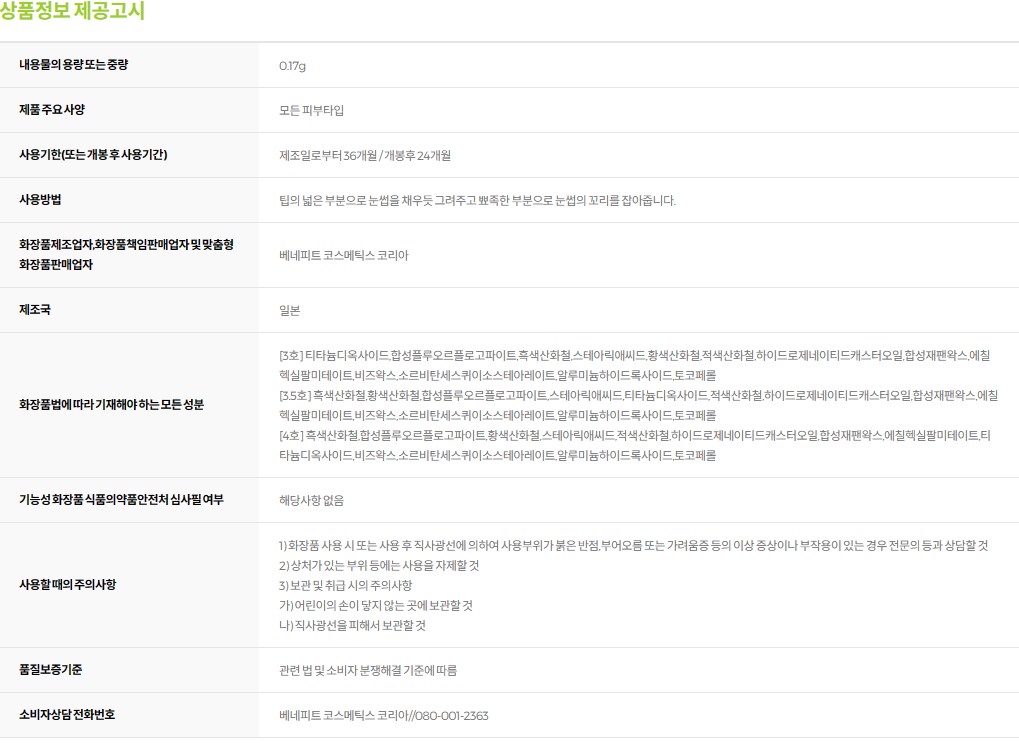 상품정보 제공고시
내용물의 용량 또는 중량
0.17g
제품 주요 사양
모든 피부타입
사용기한(또는 개봉 후 사용기간)
제조일로부터 36개월 / 개봉후 24개월
사용방법
팁의 넓은 부분으로 눈썹을 채우듯 그려주고 뾰족한 부분으로 눈썹의 꼬리를 잡아줍니다.
화장품제조업자,화장품책임판매업자 및 맞춤형
화장품판매업자
베네피트 코스메틱스 코리아
제조국
일본
화장품법에 따라 기재해야 하는 모든 성분
[3호] 티타늄디옥사이드,합성플루오르플로고파이트,흑색산화철,스테아릭애씨드,황색산화철,적색산화철,하이드로제네이티드캐스터오일,합성재팬왁스,에칠
헥실팔미테이트,비즈왁스,소르비탄세스퀴이소스테아레이트,알루미늄하이드록사이드,토코페롤
[3.5호] 흑색산화철,황색산화철,합성플루오르플로고파이트,스테아릭애씨드,티타늄디옥사이드,적색산화철,하이드로제네이티드캐스터오일,합성재팬왁스,에칠
헥실팔미테이트,비즈왁스,소르비탄세스퀴이소스테아레이트,알루미늄하이드록사이드,토코페롤
[4호] 흑색산화철,합성플루오르플로고파이트,황색산화철,스테아릭애씨드,적색산화철,하이드로제네이티드캐스터오일,합성재팬왁스,에칠헥실팔미테이트,티
타늄디옥사이드,비즈왁스,소르비탄세스퀴이소스테아레이트,알루미늄하이드록사이드,토코페롤
기능성 화장품 식품의약품안전처 심사필 여부
해당사항 없음
사용할 때의 주의사항
1) 화장품 사용 시 또는 사용 후 직사광선에 의하여 사용부위가 붉은 반점,부어오름 또는 가려움증 등의 이상 증상이나 부작용이 있는 경우 전문의 등과 상담할 것
2) 상처가 있는 부위 등에는 사용을 자제할 것
3) 보관 및 취급 시의 주의사항
가) 어린이의 손이 닿지 않는 곳에 보관할 것
나) 직사광선을 피해서 보관할 것
품질보증기준
관련 법 및 소비자 분쟁해결 기준에 따름
소비자상담 전화번호
베네피트 코스메틱스 코리아//080-001-2363